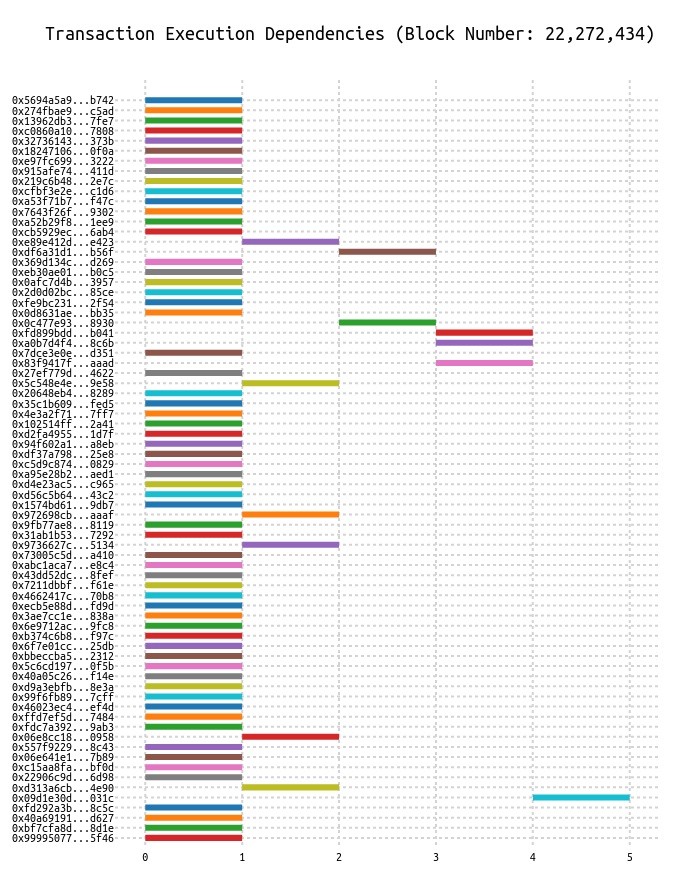 Transaction Execution Dependencies (Block Number: 22,272,434)
0x5694a5a9...b742
0x274fbae9...c5ad
0x13962db3...7fe7
0xc0860a10...7808
0x32736143...373b
0x18247106...0f0a
0xe97fc699...3222
0x915afe74...411d
0x219c6b48...2e7c
0xcfbf3e2e...c1d6
0xa53f71b7...f47c
0x7643f26f...9302
0xa52b29f8...1ee9
0xcb5929ec...6ab4
0xe89e412d...e423
0xdf6a31d1...b56f
0x369d134c...d269
0xeb30ae01...b0c5
0x0afc7d4b...3957
0x2d0d02bc...85ce
0xfe9bc231...2f54
0x0d8631ae...bb35
0x0c477e93...8930
0xfd899bdd...b041
0xa0b7d4f4...8c6b
0x7dce3e0e...d351
0x83f9417f...aaad
0x27ef779d...4622
0x5c548e4e...9e58
0x20648eb4...8289
0x35c1b609...fed5
0x4e3a2f71...7ff7
0x102514ff...2a41
0xd2fa4955...1d7f
0x94f602a1...a8eb
0xdf37a798...25e8
0xc5d9c874...0829
0xa95e28b2...aed1
0xd4e23ac5...c965
0xd56c5b64...43c2
0x1574bd61...9db7
0x972698cb...aaaf
0x9fb77ae8...8119
0x31ab1b53...7292
0x9736627c...5134
0x73005c5d...a410
0xabc1aca7...e8c4
0x43dd52dc...8fef
0x7211dbbf...f61e
0x4662417c...70b8
0xecb5e88d...fd9d
0x3ae7cc1e...838a
0x6e9712ac...9fc8
0xb374c6b8...f97c
0x6f7e01cc...25db
0xbbeccba5...2312
0x5c6cd197...0f5b
0x40a05c26...f14e
0xd9a3ebfb...8e3a
0x99f6fb89...7cff
0x46023ec4...ef4d
0xffd7ef5d...7484
0xfdc7a392...9ab3
0x06e8cc18...0958
0x557f9229...8c43
0x06e641e1...7b89
0xc15aa8fa...bf0d
0x22906c9d...6d98
0xd313a6cb...4e90
0x09d1e30d...031c
0xfd292a3b...8c5c
0x40a69191...d627
0xbf7cfa8d...8d1e
0x99995077...5f46
0 1 2 3 4 5